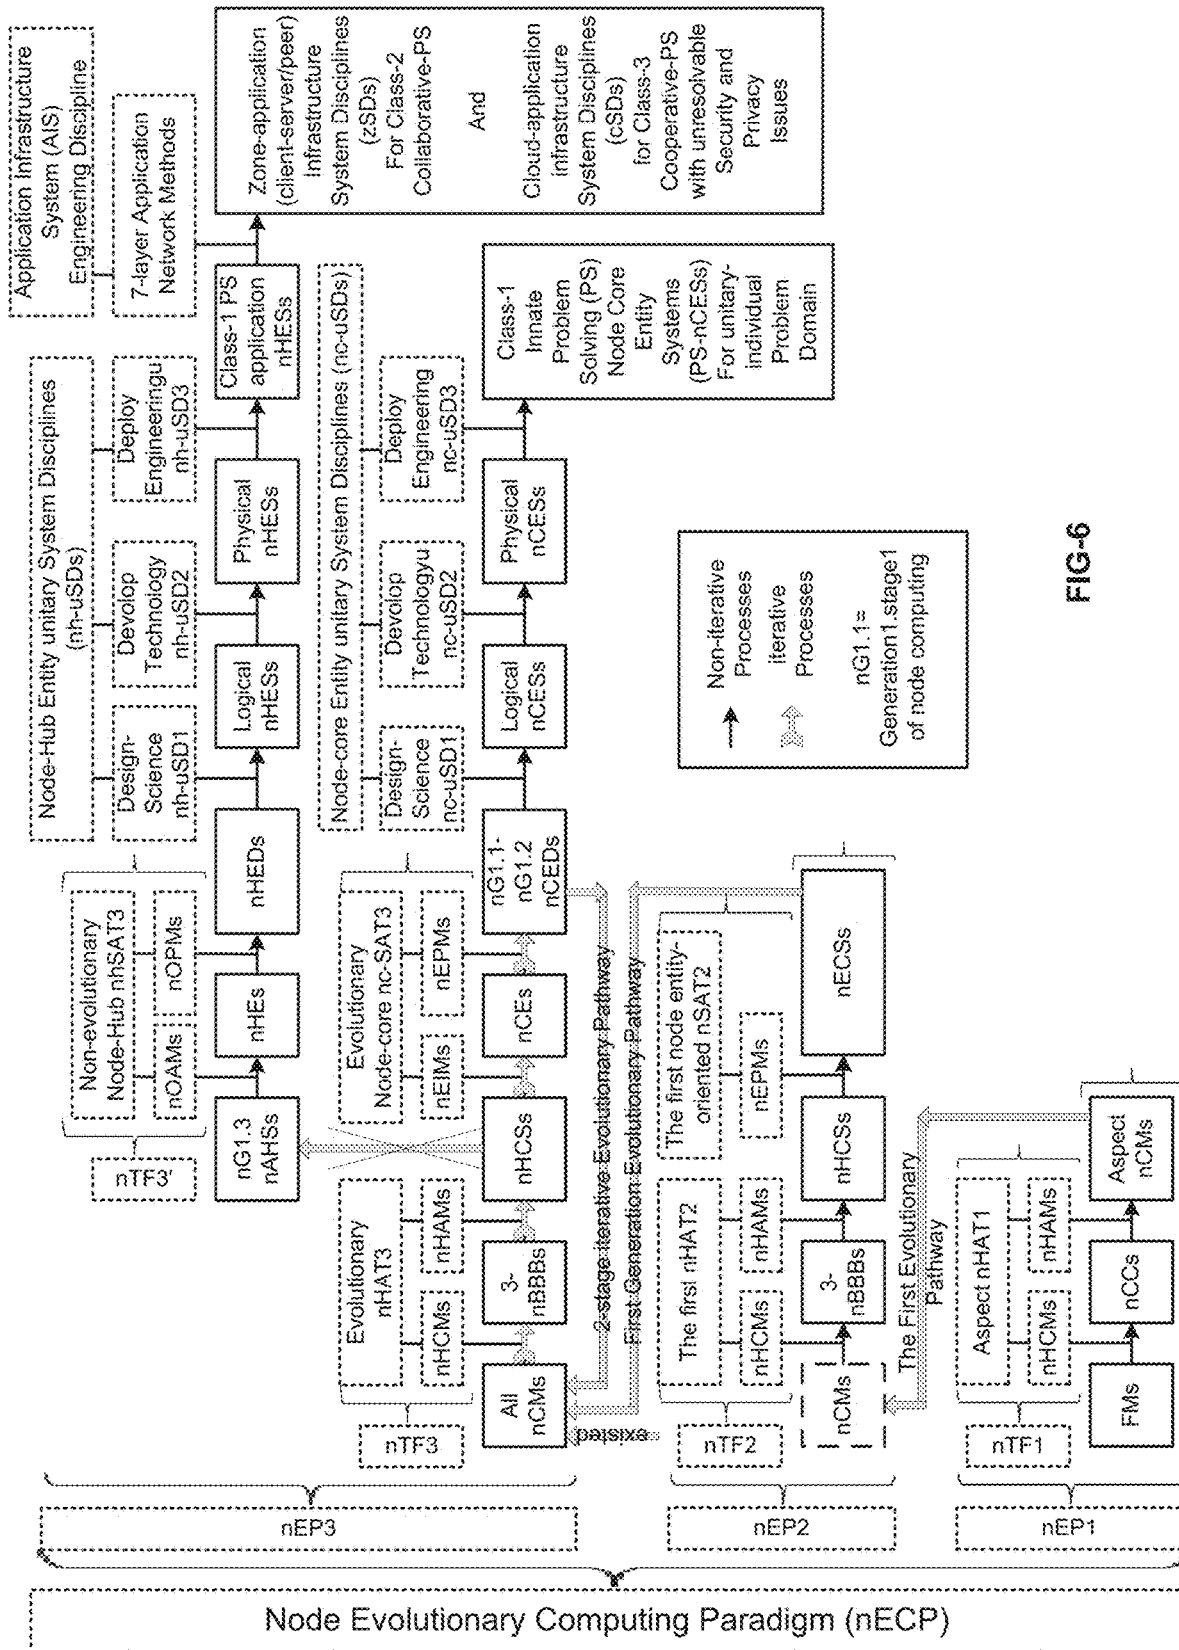 Node Evolutionary Computing Paradigm (nECP)
nEP3
nEP2
nEP1
nTF3'
Non-evolutionary
Node-Hub nhSAT3
nOAMs
nOPMs
nG1.3
nAHSs
nHEs
nHEDs
Node-Hub Entity unitary System Disciplines
(nh-uSDs)
Design-
Science
nh-uSD1
Devolop
Technology
nh-uSD2
Deploy
Engineeringu
nh-uSD3
Logical
nHESs
Physical
nHESs
Class-1 PS
application
nHESs
Application Infrastructure
System (AIS)
Engineering Discipline
7-layer Application
Network Methods
Zone-application
(client-server/peer)
Infrastructure
System Disciplines
(zSDs)
For Class-2
Collaborative-PS
And
Cloud-application
infrastructure
System Disciplines
(cSDs)
for Class-3
Cooperative-PS
with unresolvable
Security and
Privacy
Issues
nTF3
Evolutionary
nHAT3
nHCMs
nHAMs
Evolutionary
Node-core nc-SAT3
nEIMs
nEPMs
All
nCMs
3-
nBBBs
nHCSs
nCEs
nG1.1-
nG1.2
nCEDs
Node-core Entity unitary System Disciplines (nc-uSDs)
Design-
Science
nc-uSD1
Devolop
Technologyu
nc-uSD2
Deploy
Engineering
nc-uSD3
Logical
nCESs
Physical
nCESs
Class-1
Innate
Problem
Solving (PS)
Node Core
Entity
Systems
(PS-nCESs)
For unitary-
individual
Problem
Domain
2-stage iterative Evolutionary Pathway
First Generation Evolutionary Pathway
existed
nTF2
The first nHAT2
nHCMs
nHAMs
The first node entity-
oriented nSAT2
nEPMs
nCMs
3-
nBBBs
nHCSs
nECSs
The First Evolutionary
Pathway
nTF1
Aspect nHAT1
nHCMs
nHAMs
FMs
nCCs
Aspect
nCMs
Non-iterative
Processes
iterative
Processes
nG1.1=
Generation1.stage1
of node computing
FIG-6